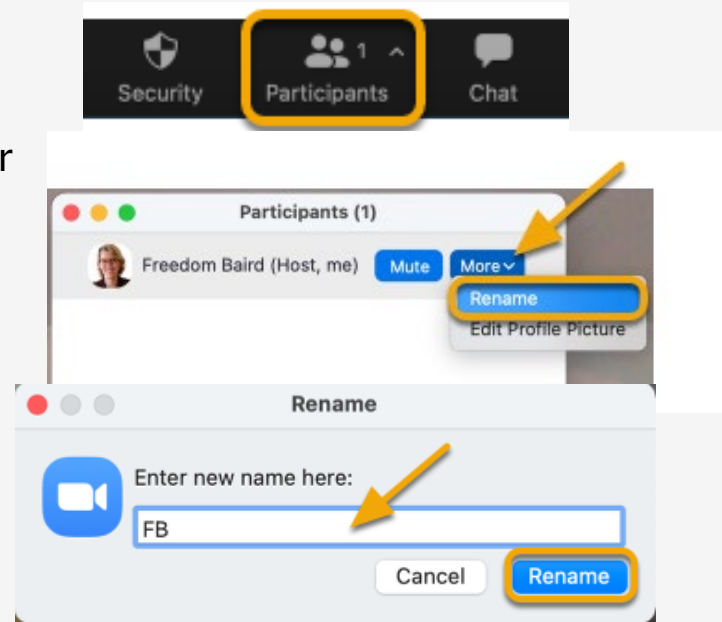 1
Security Participants Chat
r
Participants (1)
Freedom Baird (Host, me) Mute More
Rename
Edit Profile Picture
Rename
Enter new name here:
FB
Cancel Rename